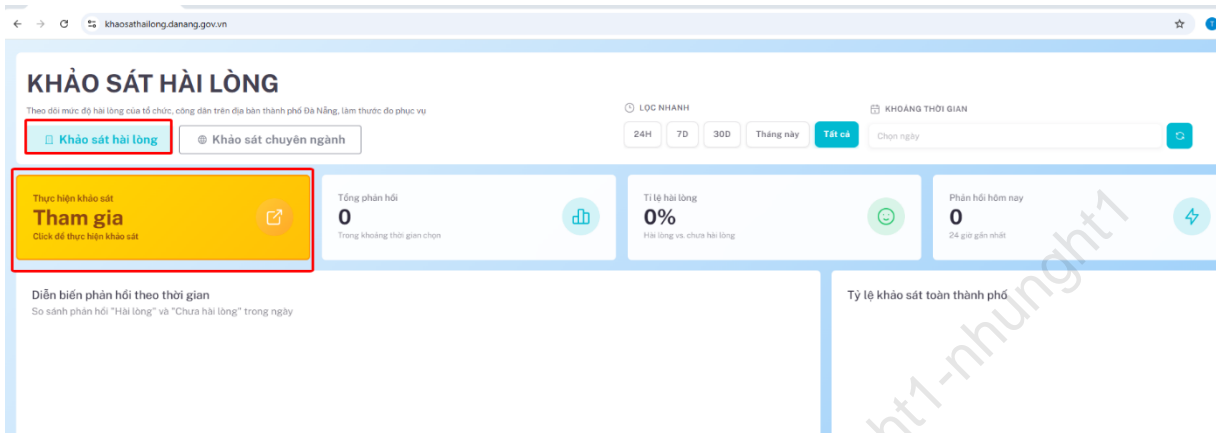 khaosathailong.danang.gov.vn
KHẢO SÁT HÀI LÒNG
Theo dõi mức độ hài lòng của tổ chức, công dân trên địa bàn thành phố Đà Nẵng, làm thước đo phục vụ
Khảo sát hài lòng
Khảo sát chuyên ngành
LỌC NHANH
24H 7D 30D Tháng này Tất cả
KHOẢNG THỜI GIAN
Chọn ngày
Thực hiện khảo sát
Tham gia
Click để thực hiện khảo sát
Tổng phản hồi
0
Trong khoảng thời gian chọn
Tỉ lệ hài lòng
0%
Hài lòng vs. chưa hài lòng
Phản hồi hôm nay
0
24 giờ gần nhất
Diễn biến phản hồi theo thời gian
So sánh phản hồi "Hài lòng" và "Chưa hài lòng" trong ngày
Tỷ lệ khảo sát toàn thành phố
ht1-nhunght1